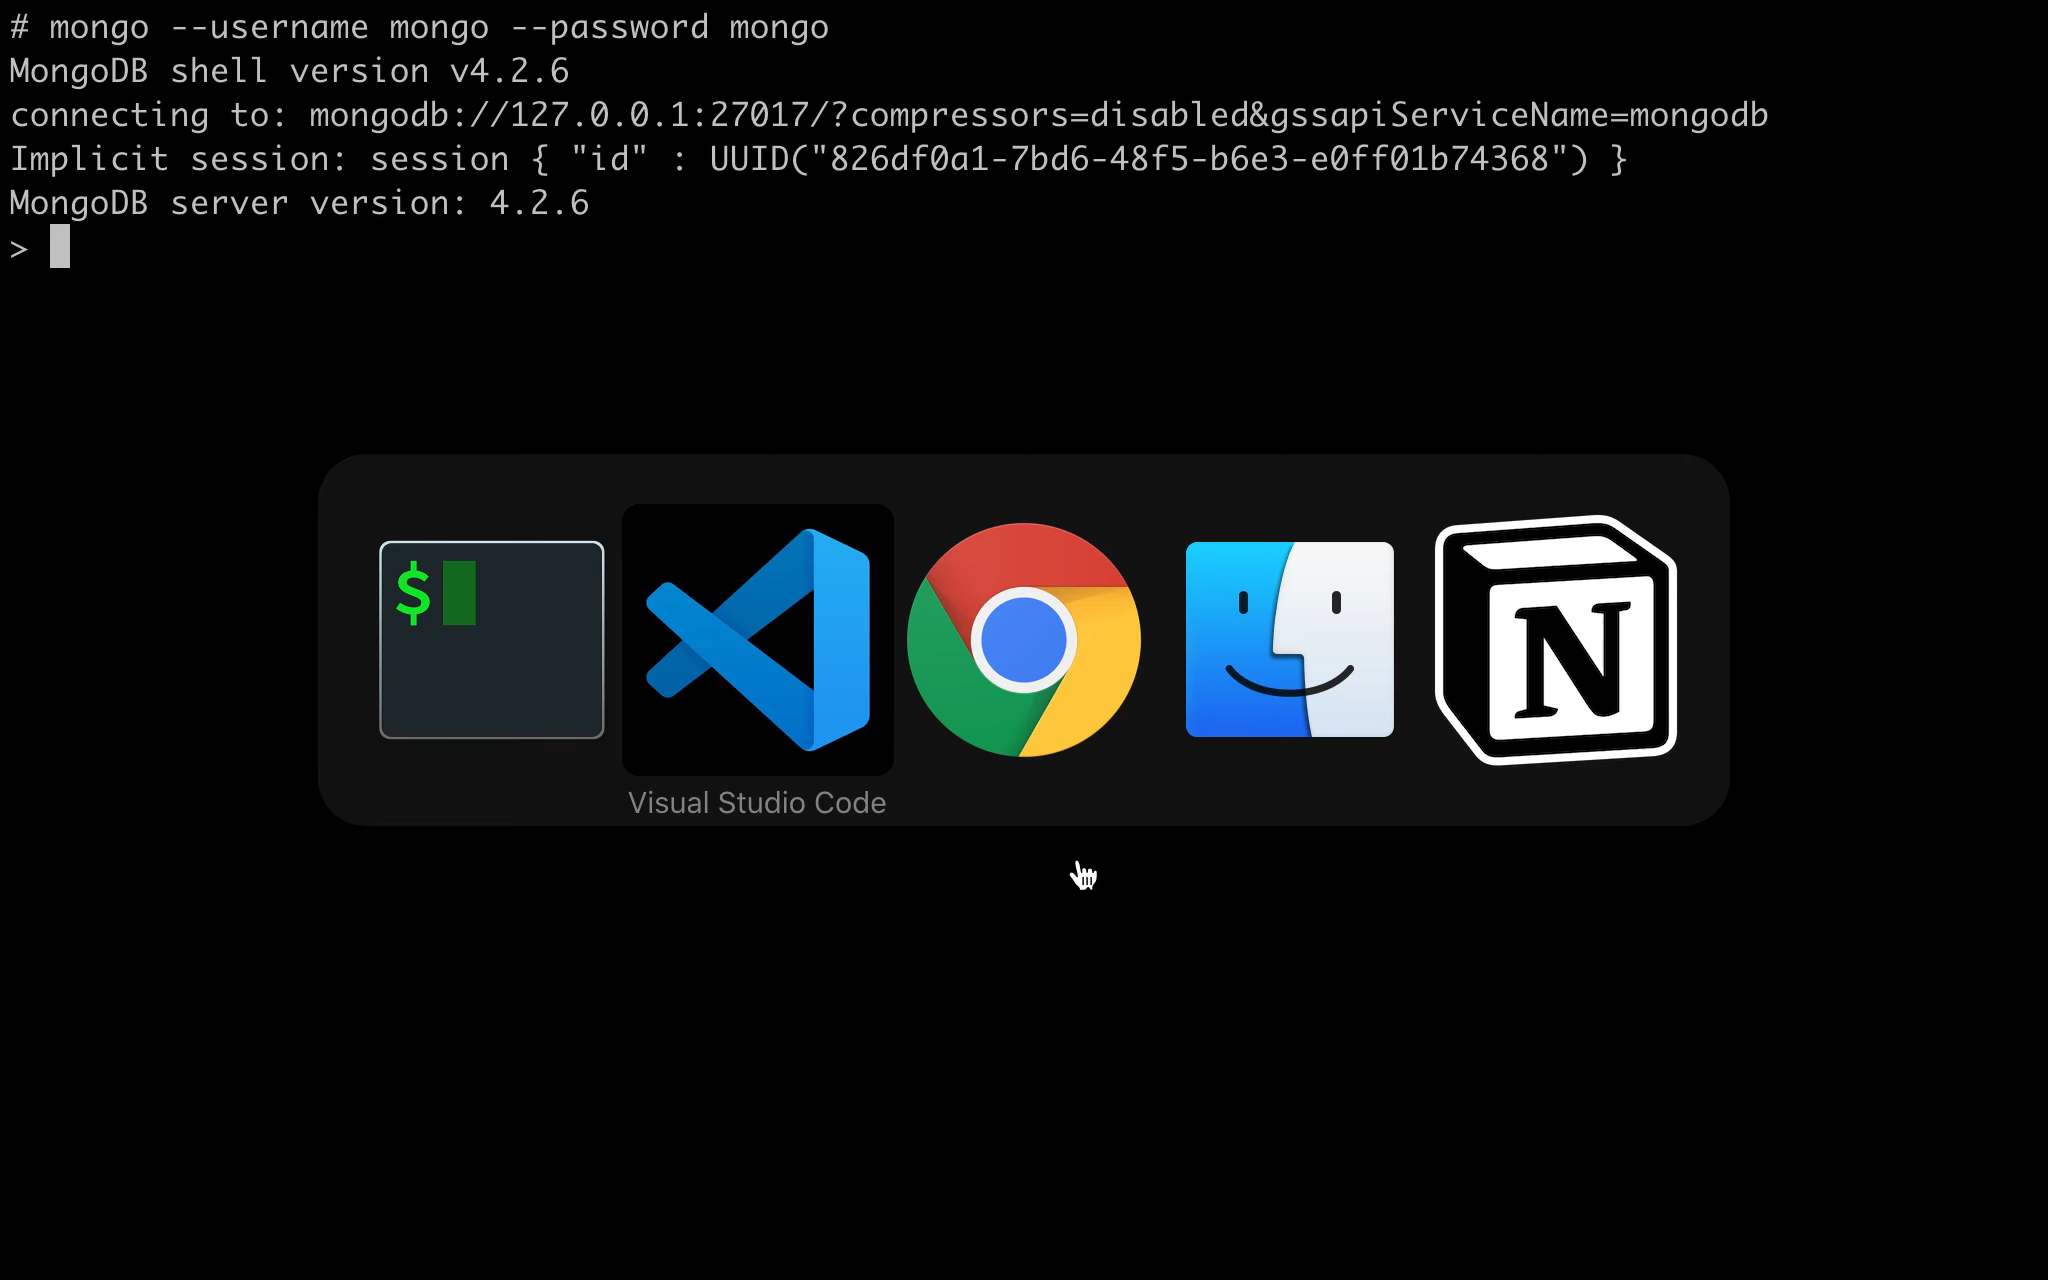 # mongo --username mongo --password mongo
MongoDB shell version v4.2.6
connecting to: mongodb://127.0.0.1:27017/?compressors=disabled&gssapiServiceName=mongodb
Implicit session: session { "id" : UUID("826df0a1-7bd6-48f5-b6e3-e0ff01b74368") }
MongoDB server version: 4.2.6
>
$
N
Visual Studio Code